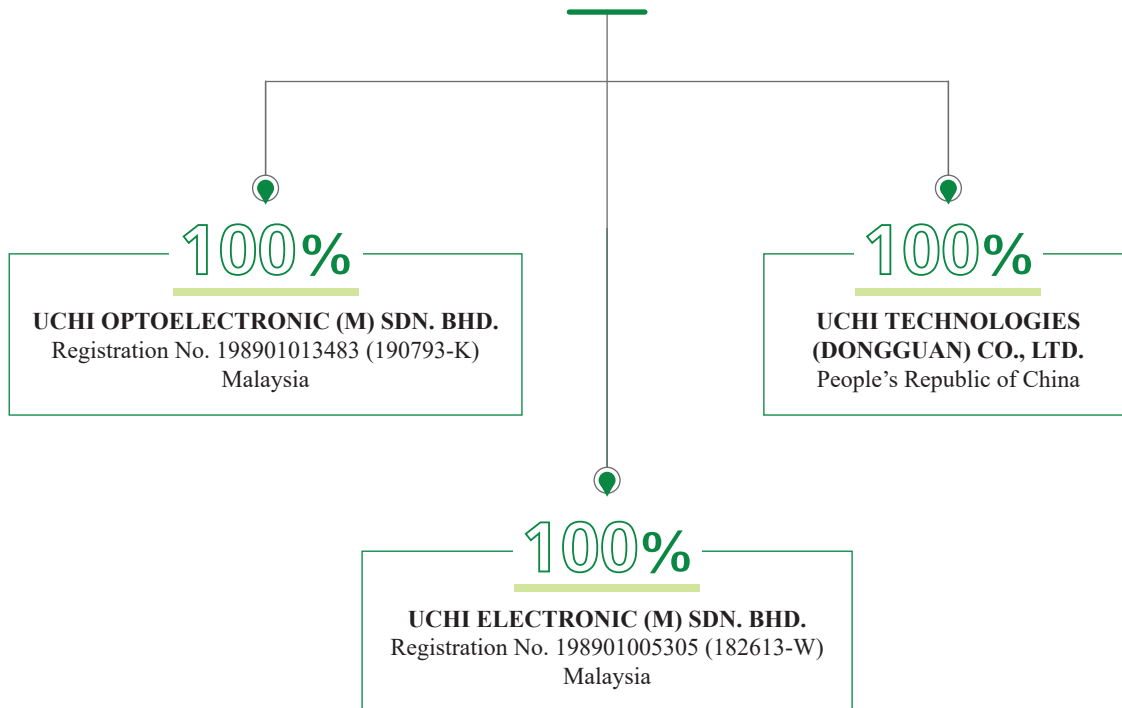 100%
UCHI OPTOELECTRONIC (M) SDN. BHD.
Registration No. 198901013483 (190793-K)
Malaysia
100%
UCHI TECHNOLOGIES
(DONGGUAN) CO., LTD.
People’s Republic of China
100%
UCHI ELECTRONIC (M) SDN. BHD.
Registration No. 198901005305 (182613-W)
Malaysia